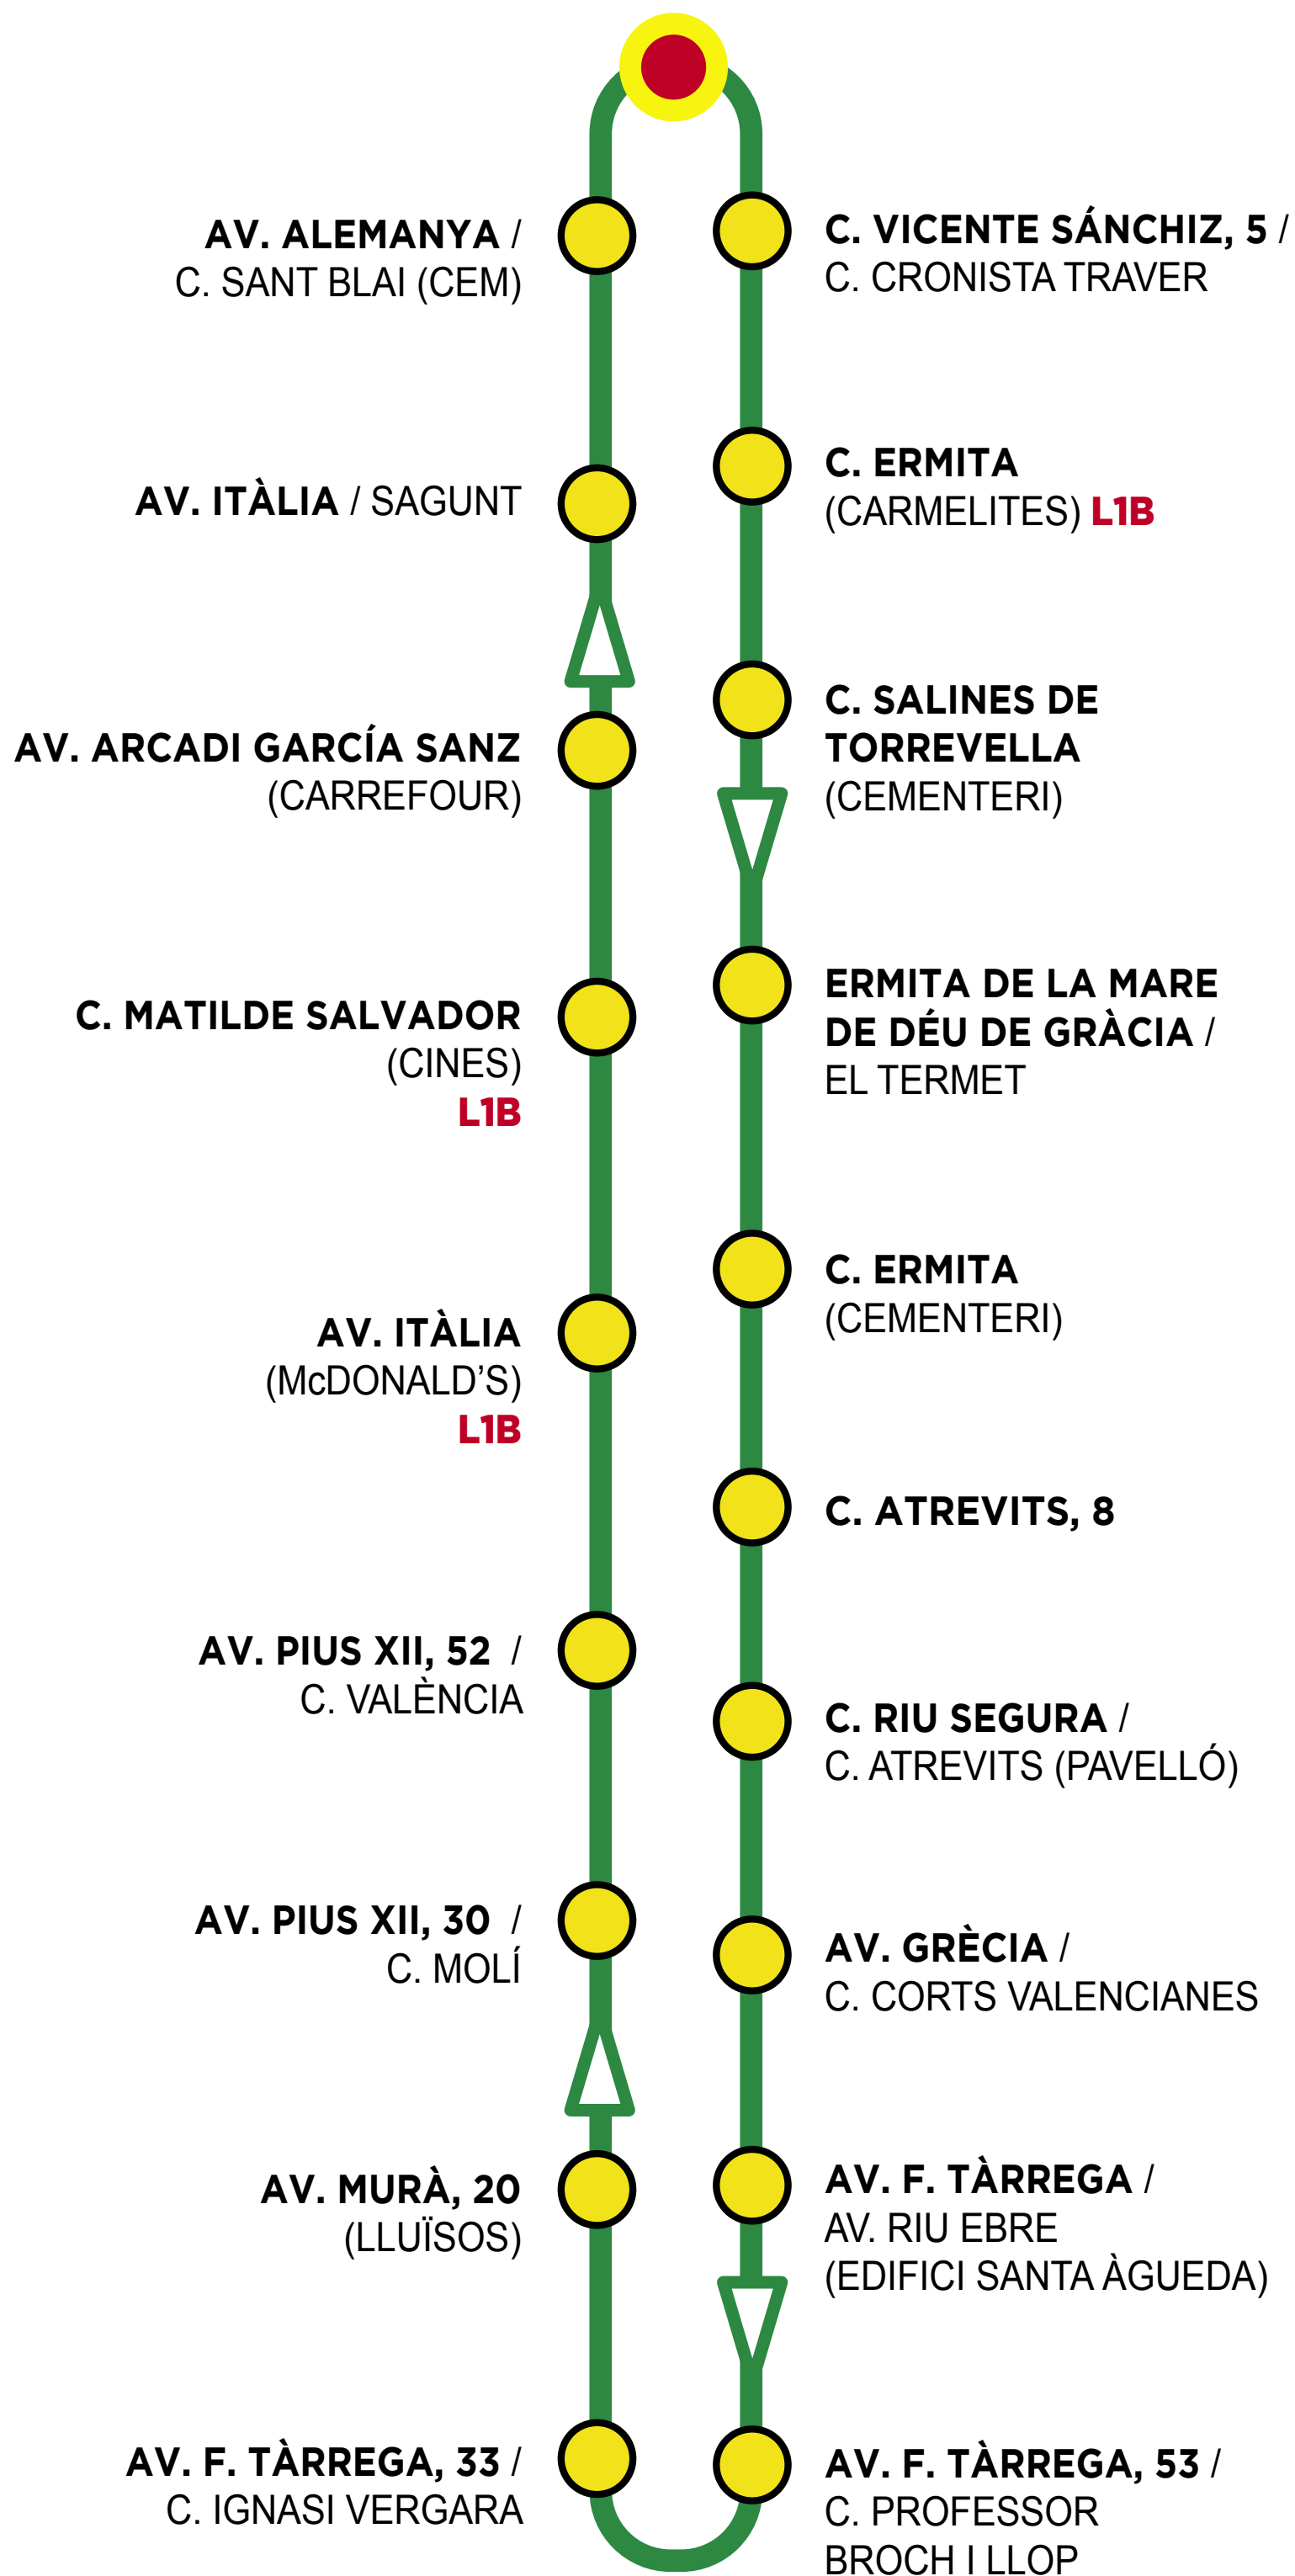 AV. ALEMANYA /
C. SANT BLAI (CEM)
AV. ITÀLIA / SAGUNT
AV. ARCADI GARCÍA SANZ
(CARREFOUR)
C. MATILDE SALVADOR
(CINES)
L1B
AV. ITÀLIA
(McDONALD'S)
L1B
AV. PIUS XII, 52 /
C. VALÈNCIA
AV. PIUS XII, 30 /
C. MOLÍ
AV. MURÀ, 20
(LLUÏSOS)
AV. F. TÀRREGA, 33 /
C. IGNASI VERGARA
C. VICENTE SÁNCHIZ, 5 /
C. CRONISTA TRAVER
C. ERMITA
(CARMELITES) L1B
C. SALINES DE
TORREVELLA
(CEMENTERI)
ERMITA DE LA MARE
DE DÉU DE GRÀCIA /
EL TERMET
C. ERMITA
(CEMENTERI)
C. ATREVITS, 8
C. RIU SEGURA /
C. ATREVITS (PAVELLÓ)
AV. GRÈCIA /
C. CORTS VALENCIANES
AV. F. TÀRREGA /
AV. RIU EBRE
(EDIFICI SANTA ÀGUEDA)
AV. F. TÀRREGA, 53 /
C. PROFESSOR
BROCH I LLOP